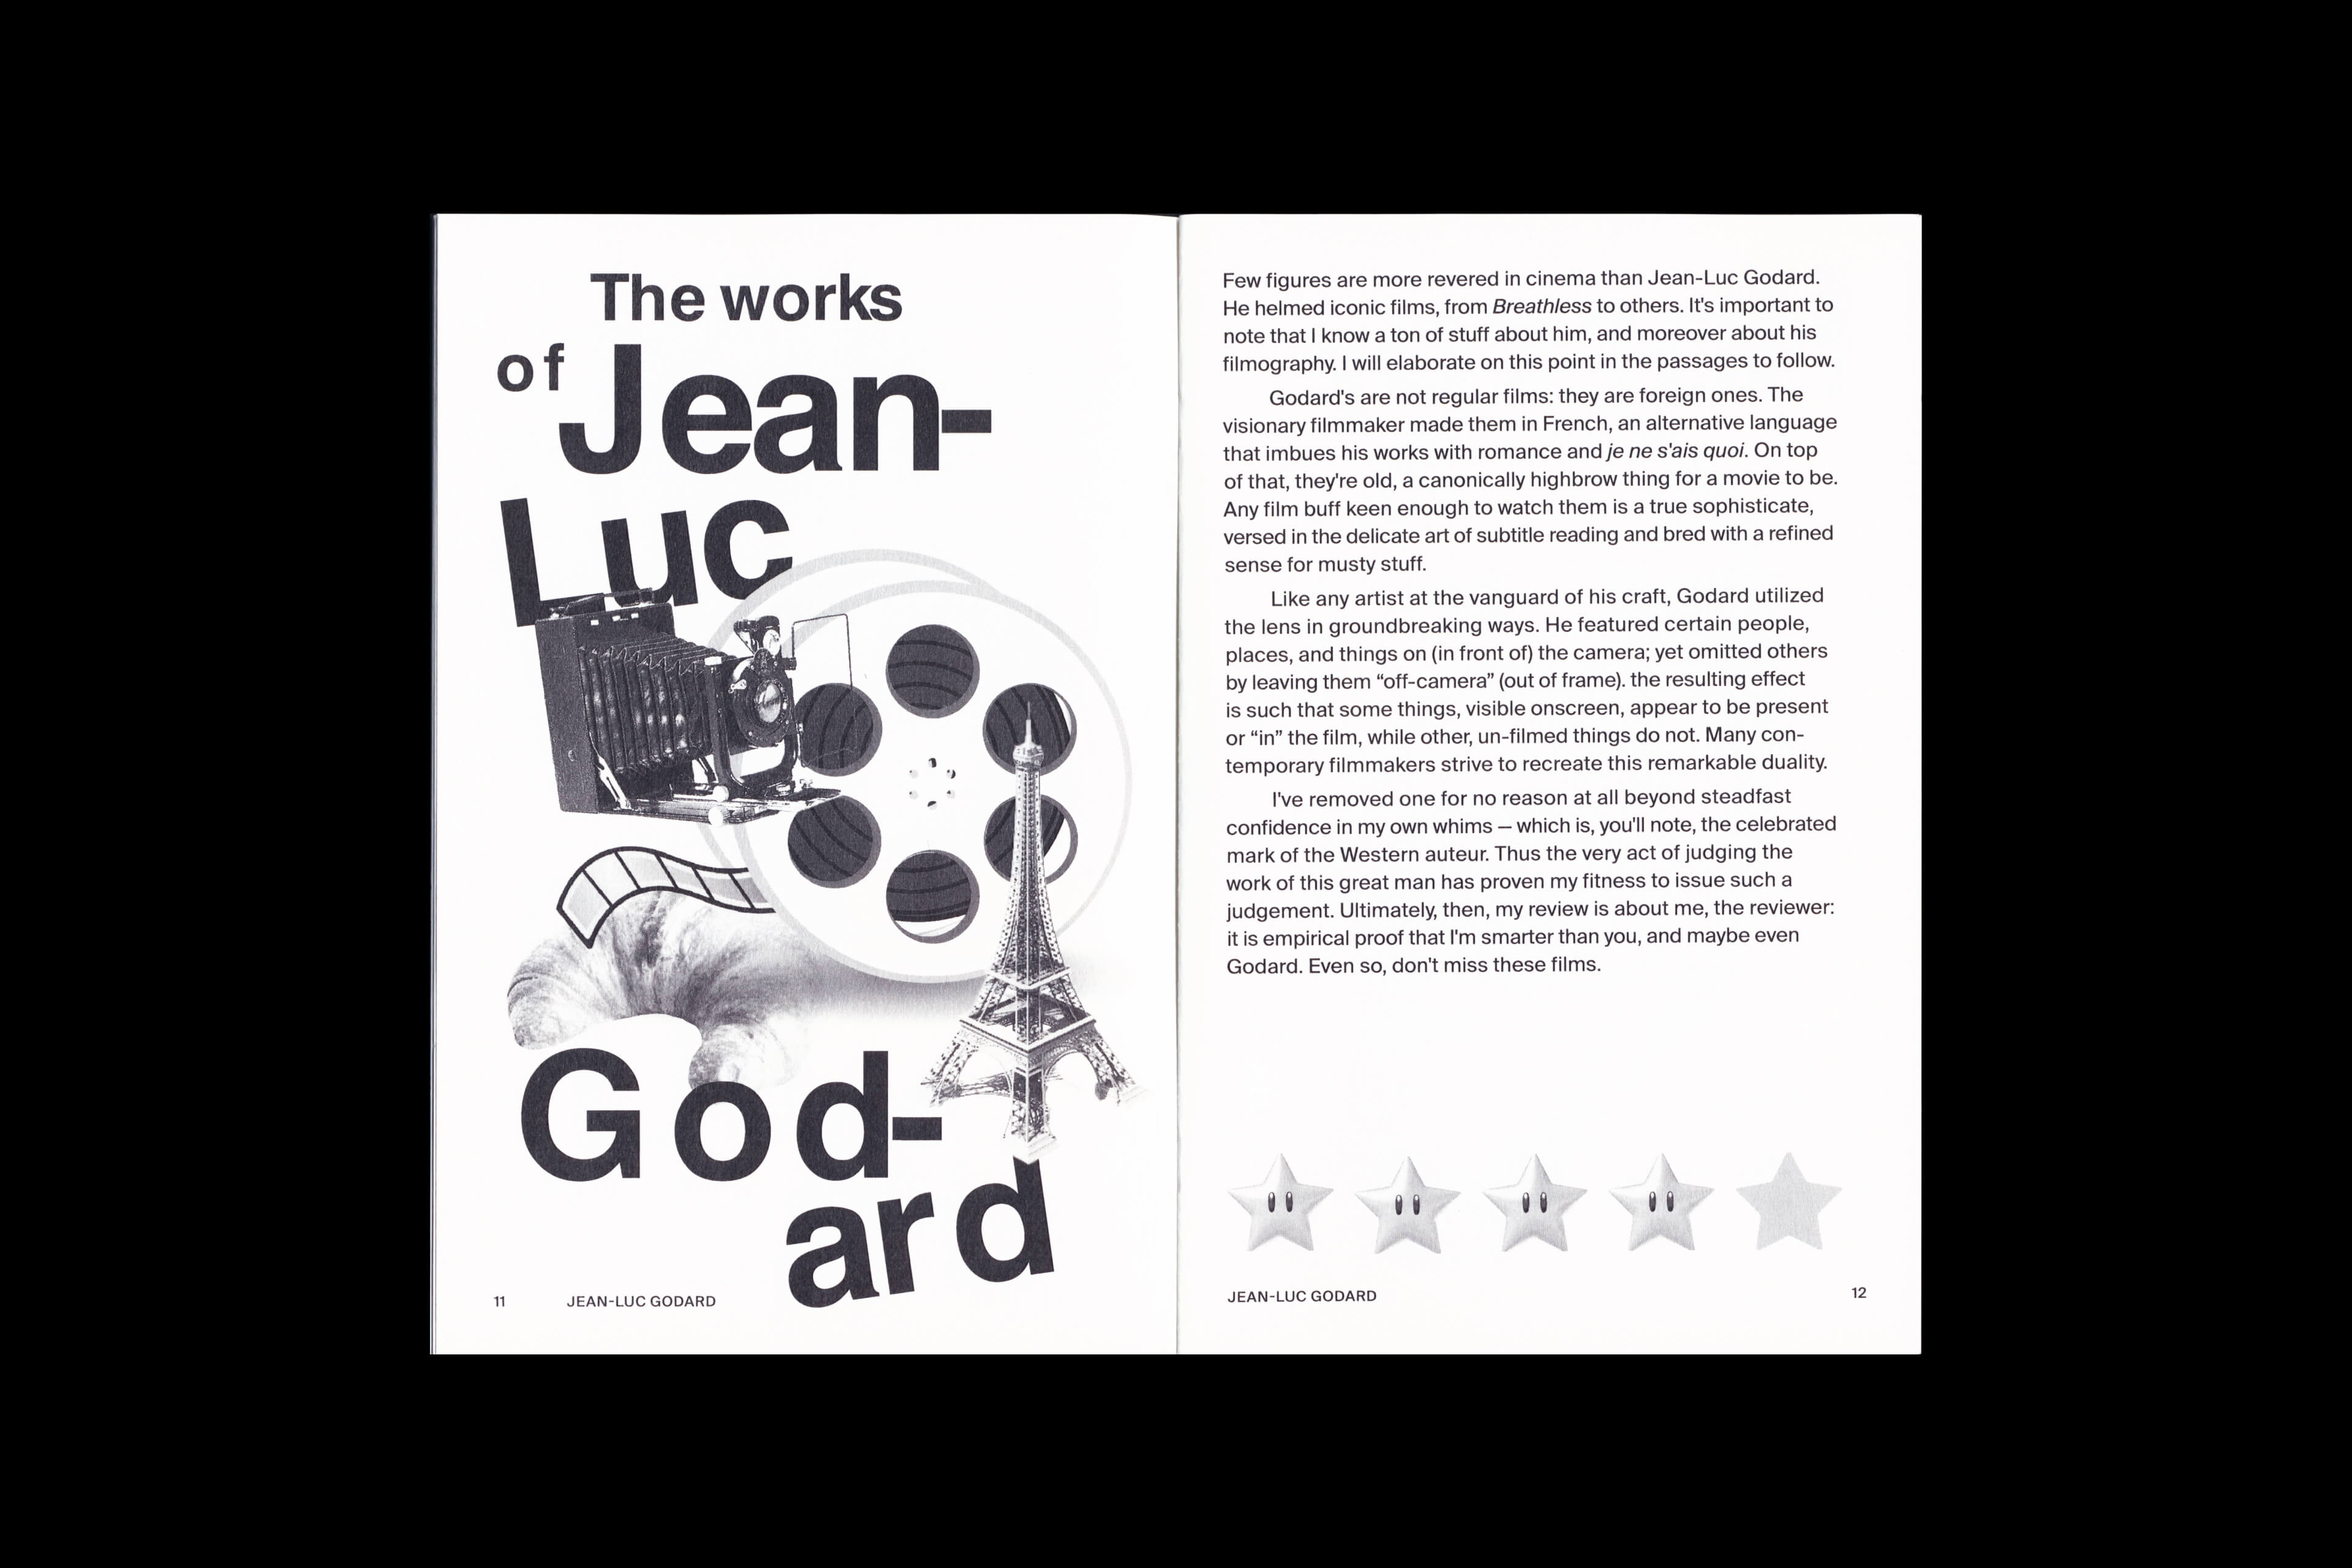 The works
of Jean-
Luc
God-
ard
11 JEAN-LUC GODARD
Few figures are more revered in cinema than Jean-Luc Godard.
He helmed iconic films, from Breathless to others. It's important to
note that I know a ton of stuff about him, and moreover about his
filmography. I will elaborate on this point in the passages to follow.
Godard's are not regular films: they are foreign ones. The
visionary filmmaker made them in French, an alternative language
that imbues his works with romance and je ne s'ais quoi. On top
of that, they're old, a canonically highbrow thing for a movie to be.
Any film buff keen enough to watch them is a true sophisticate,
versed in the delicate art of subtitle reading and bred with a refined
sense for musty stuff.
Like any artist at the vanguard of his craft, Godard utilized
the lens in groundbreaking ways. He featured certain people,
places, and things on (in front of) the camera; yet omitted others
by leaving them “off-camera” (out of frame). the resulting effect
is such that some things, visible onscreen, appear to be present
or “in” the film, while other, un-filmed things do not. Many con-
temporary filmmakers strive to recreate this remarkable duality.
I've removed one for no reason at all beyond steadfast
confidence in my own whims — which is, you'll note, the celebrated
mark of the Western auteur. Thus the very act of judging the
work of this great man has proven my fitness to issue such a
judgement. Ultimately, then, my review is about me, the reviewer:
it is empirical proof that I'm smarter than you, and maybe even
Godard. Even so, don't miss these films.
JEAN-LUC GODARD 12